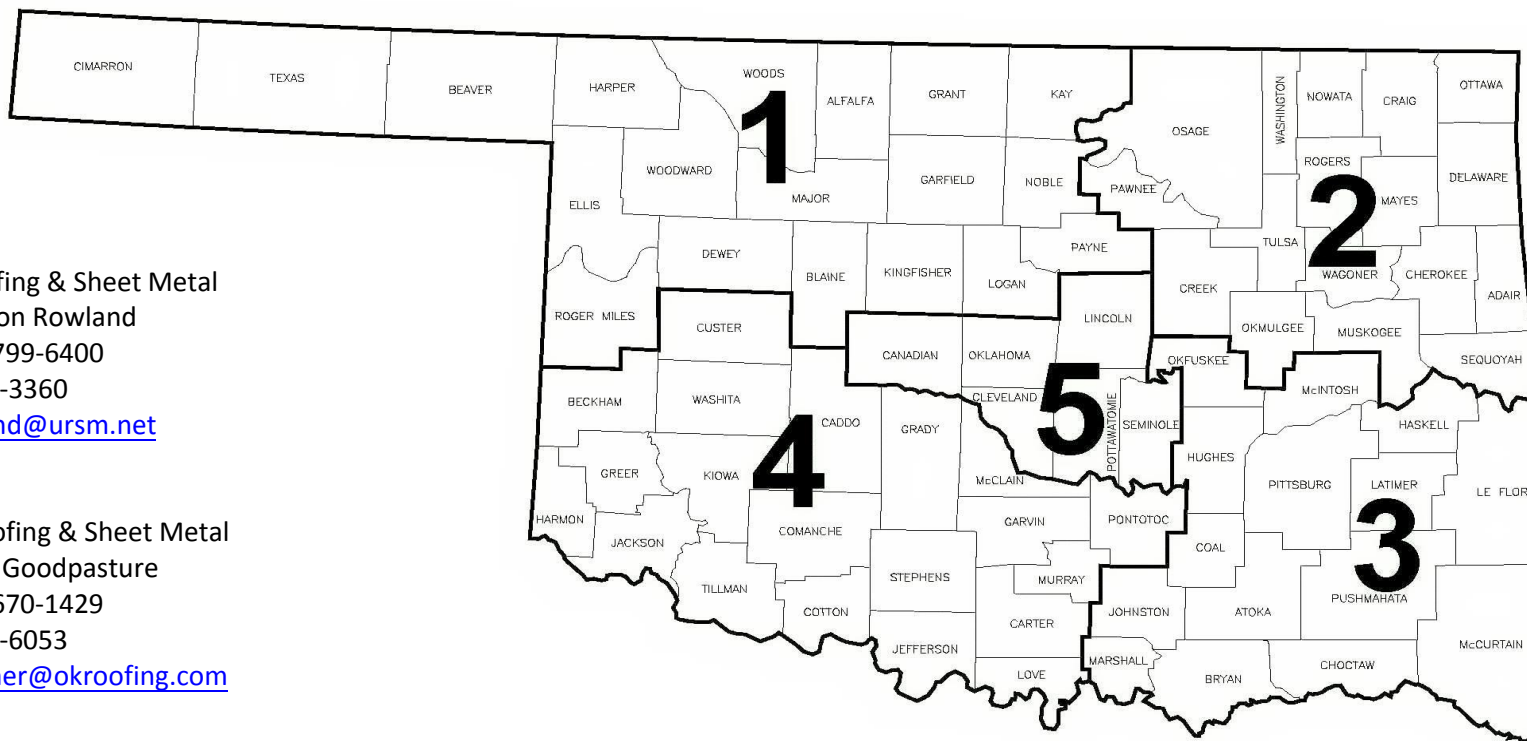 CIMARRON
TEXAS
BEAVER
HARPER
WOODS
ALFALFA
GRANT
KAY
OSAGE
WASHINGTON
NOWATA
CRAIG
OTTAWA
1
WOODWARD
MAJOR
GARFIELD
NOBLE
PAWNEE
ROGERS
MAYES
DELAWARE
2
ELLIS
DEWEY
BLAINE
KINGFISHER
LOGAN
PAYNE
CREEK
TULSA
WAGONER
CHEROKEE
ADAIR
ROGER MILES
CUSTER
CANADIAN
OKLAHOMA
LINCOLN
OKMULGEE
MUSKOGEE
SEQUOYAH
OKFUSKEE
McINTOSH
BECKHAM
WASHITA
CADDO
GRADY
CLEVELAND
5
POTTAWATOMIE
SEMINOLE
HUGHES
HASKELL
GREER
KIOWA
4
McCLAIN
PITTSBURG
LATIMER
LE FLOR
HARMON
JACKSON
COMANCHE
GARVIN
PONTOTOC
COAL
3
TILLMAN
COTTON
STEPHENS
MURRAY
JOHNSTON
ATOKA
PUSHMAHATA
JEFFERSON
CARTER
LOVE
MARSHALL
BRYAN
CHOCTAW
McCURTAIN
fing & Sheet Metal
on Rowland
799-6400
-3360
nd@ursm.net
ofing & Sheet Metal
Goodpasture
670-1429
-6053
ner@okroofing.com